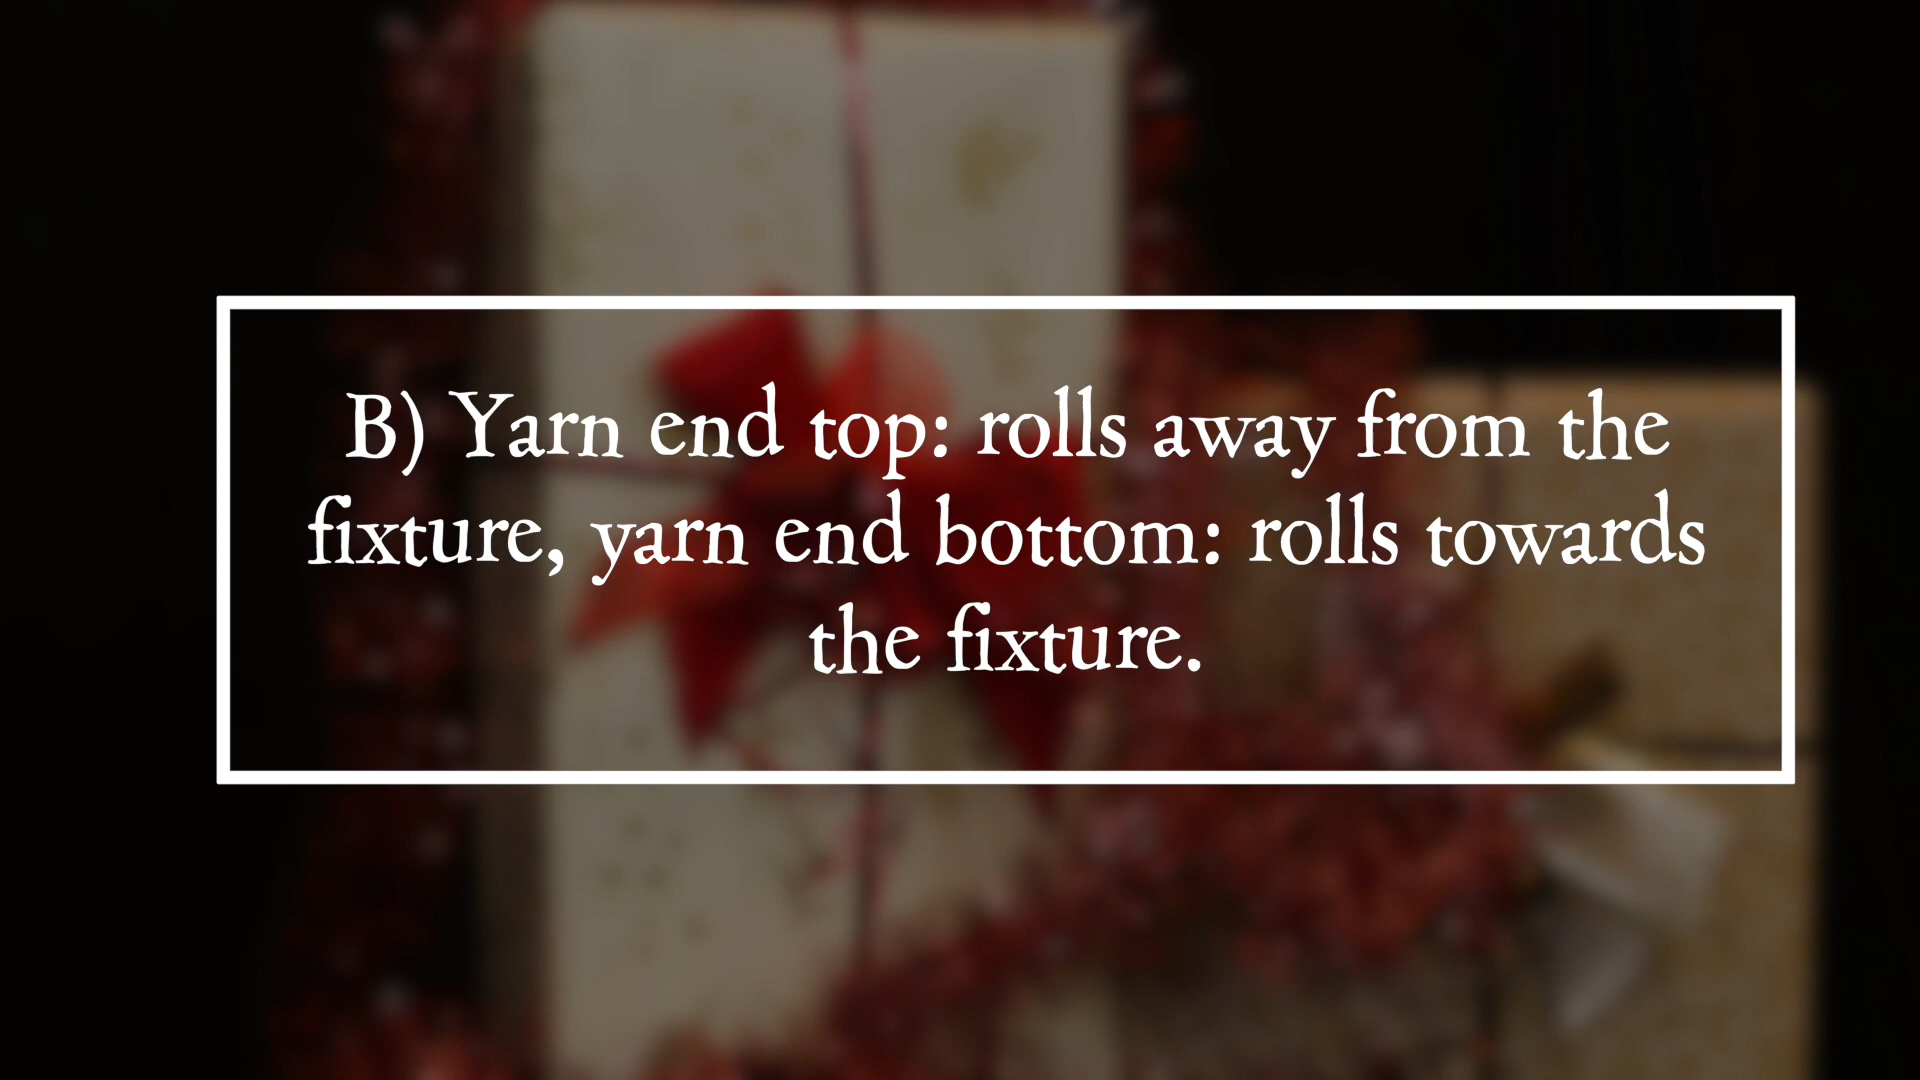 B) Yarn end top: rolls away from the
fixture, yarn end bottom: rolls towards
the fixture.